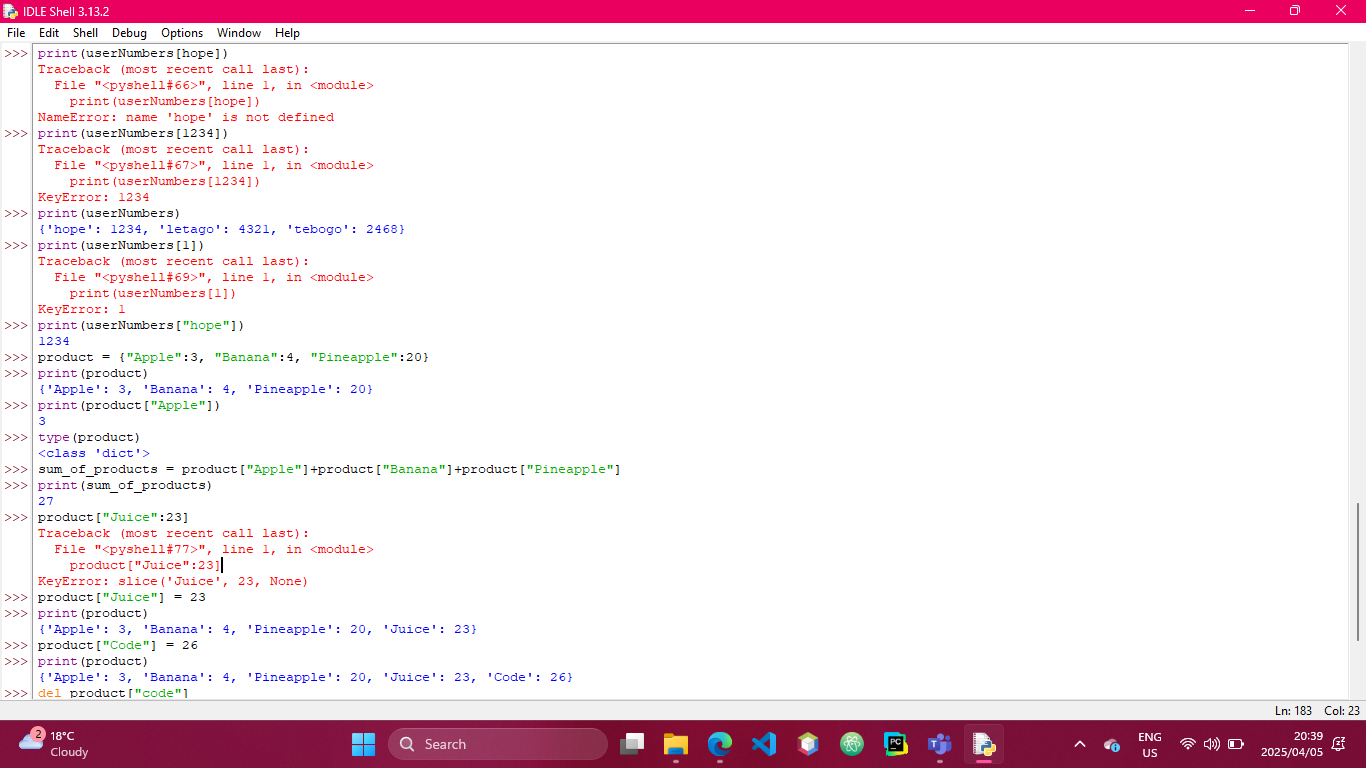 IDLE Shell 3.13.2
File Edit Shell Debug Options Window Help
>>> print(userNumbers[hope])
Traceback (most recent call last):
  File "<pyshell#66>", line 1, in <module>
    print(userNumbers[hope])
NameError: name 'hope' is not defined
>>> print(userNumbers[1234])
Traceback (most recent call last):
  File "<pyshell#67>", line 1, in <module>
    print(userNumbers[1234])
KeyError: 1234
>>> print(userNumbers)
{'hope': 1234, 'letago': 4321, 'tebogo': 2468}
>>> print(userNumbers[1])
Traceback (most recent call last):
  File "<pyshell#69>", line 1, in <module>
    print(userNumbers[1])
KeyError: 1
>>> print(userNumbers["hope"])
1234
>>> product = {"Apple":3, "Banana":4, "Pineapple":20}
>>> print(product)
{'Apple': 3, 'Banana': 4, 'Pineapple': 20}
>>> print(product["Apple"])
3
>>> type(product)
<class 'dict'>
>>> sum_of_products = product["Apple"]+product["Banana"]+product["Pineapple"]
>>> print(sum_of_products)
27
>>> product["Juice":23]
Traceback (most recent call last):
  File "<pyshell#77>", line 1, in <module>
    product["Juice":23]
KeyError: slice('Juice', 23, None)
>>> product["Juice"] = 23
>>> print(product)
{'Apple': 3, 'Banana': 4, 'Pineapple': 20, 'Juice': 23}
>>> product["Code"] = 26
>>> print(product)
{'Apple': 3, 'Banana': 4, 'Pineapple': 20, 'Juice': 23, 'Code': 26}
>>> del product["code"]
Ln: 183 Col: 23
2
18°C
Cloudy
Search
PC
ENG
US
20:39
2025/04/05